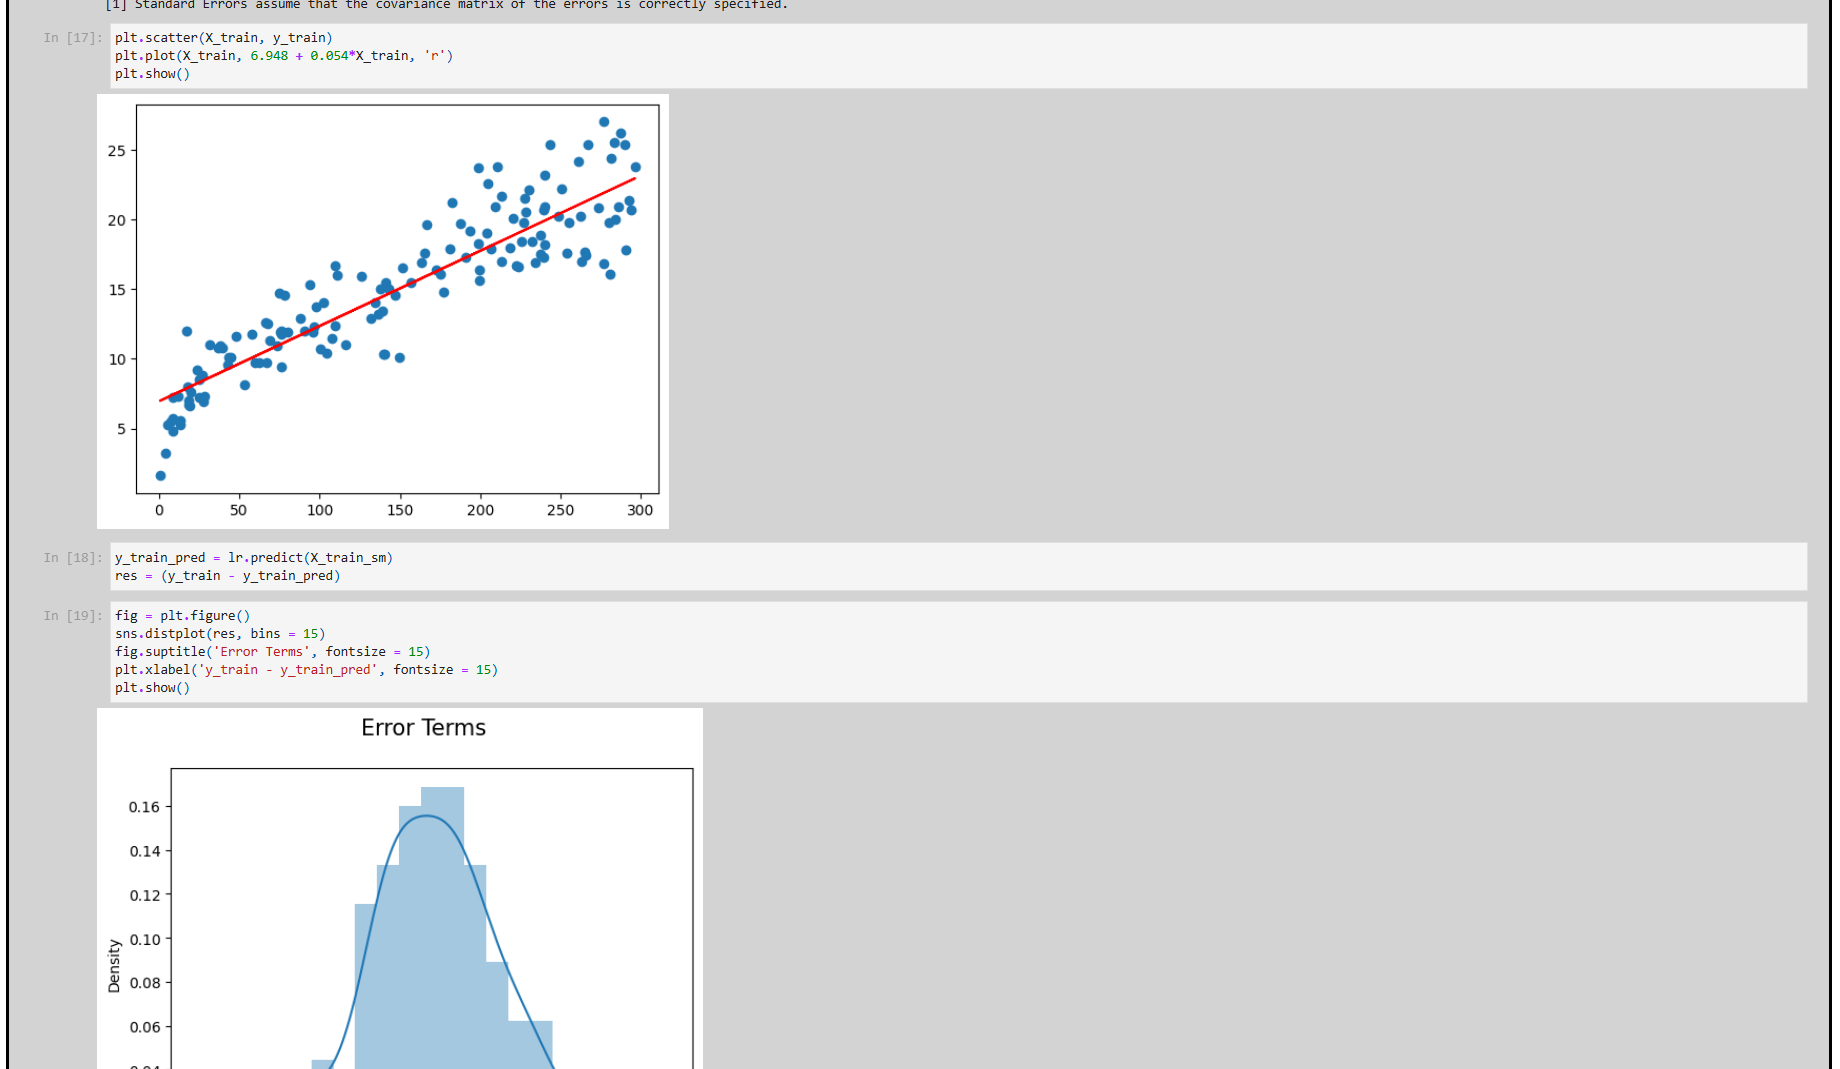 [1] Standard Errors assume that the covariance matrix of the errors is correctly specified.
In [17]:
plt.scatter(X_train, y_train)
plt.plot(X_train, 6.948 + 0.054*X_train, 'r')
plt.show()
25
20
15
10
5
0 50 100 150 200 250 300
In [18]:
y_train_pred = lr.predict(X_train_sm)
res = (y_train - y_train_pred)
In [19]:
fig = plt.figure()
sns.distplot(res, bins = 15)
fig.suptitle('Error Terms', fontsize = 15)
plt.xlabel('y_train - y_train_pred', fontsize = 15)
plt.show()
Error Terms
0.16
0.14
0.12
0.10
0.08
0.06
Density